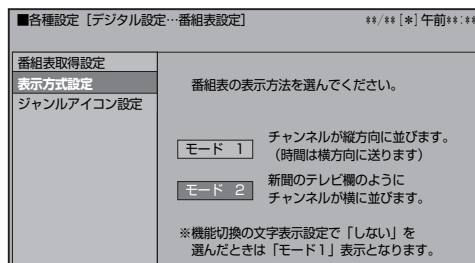 ■各種設定［デジタル設定…番組表設定］
**/**[*]午前**:**
番組表取得設定
表示方式設定
ジャンルアイコン設定
番組表の表示方法を選んでください。
モード 1
チャンネルが縦方向に並びます。
（時間は横方向に送ります）
モード 2
新聞のテレビ欄のように
チャンネルが横に並びます。
※機能切換の文字表示設定で「しない」を
選んだときは「モード1」表示となります。